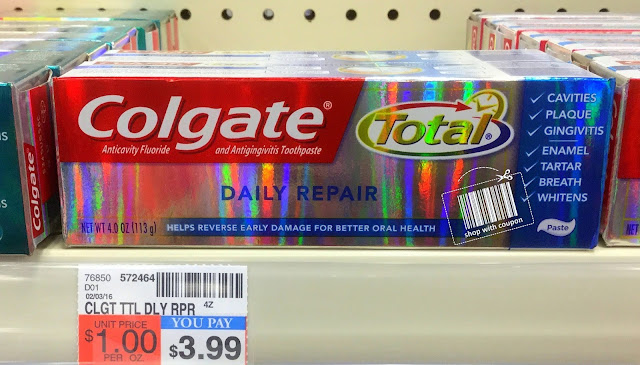 Colgate®
Anticavity Fluoride and Antigingivitis Toothpaste
Total®
CAVITIES
PLAQUE
GINGIVITIS
ENAMEL
TARTAR
BREATH
WHITENS
DAILY REPAIR
shop with coupon
NET WT 4.0 OZ (113 g)
HELPS REVERSE EARLY DAMAGE FOR BETTER ORAL HEALTH
Paste
Colgate
NET
76850 572464
D01
02/03/16
CLGT TTL DLY RPR 4Z
UNIT PRICE
$1.00
PER OZ.
YOU PAY
$3.99